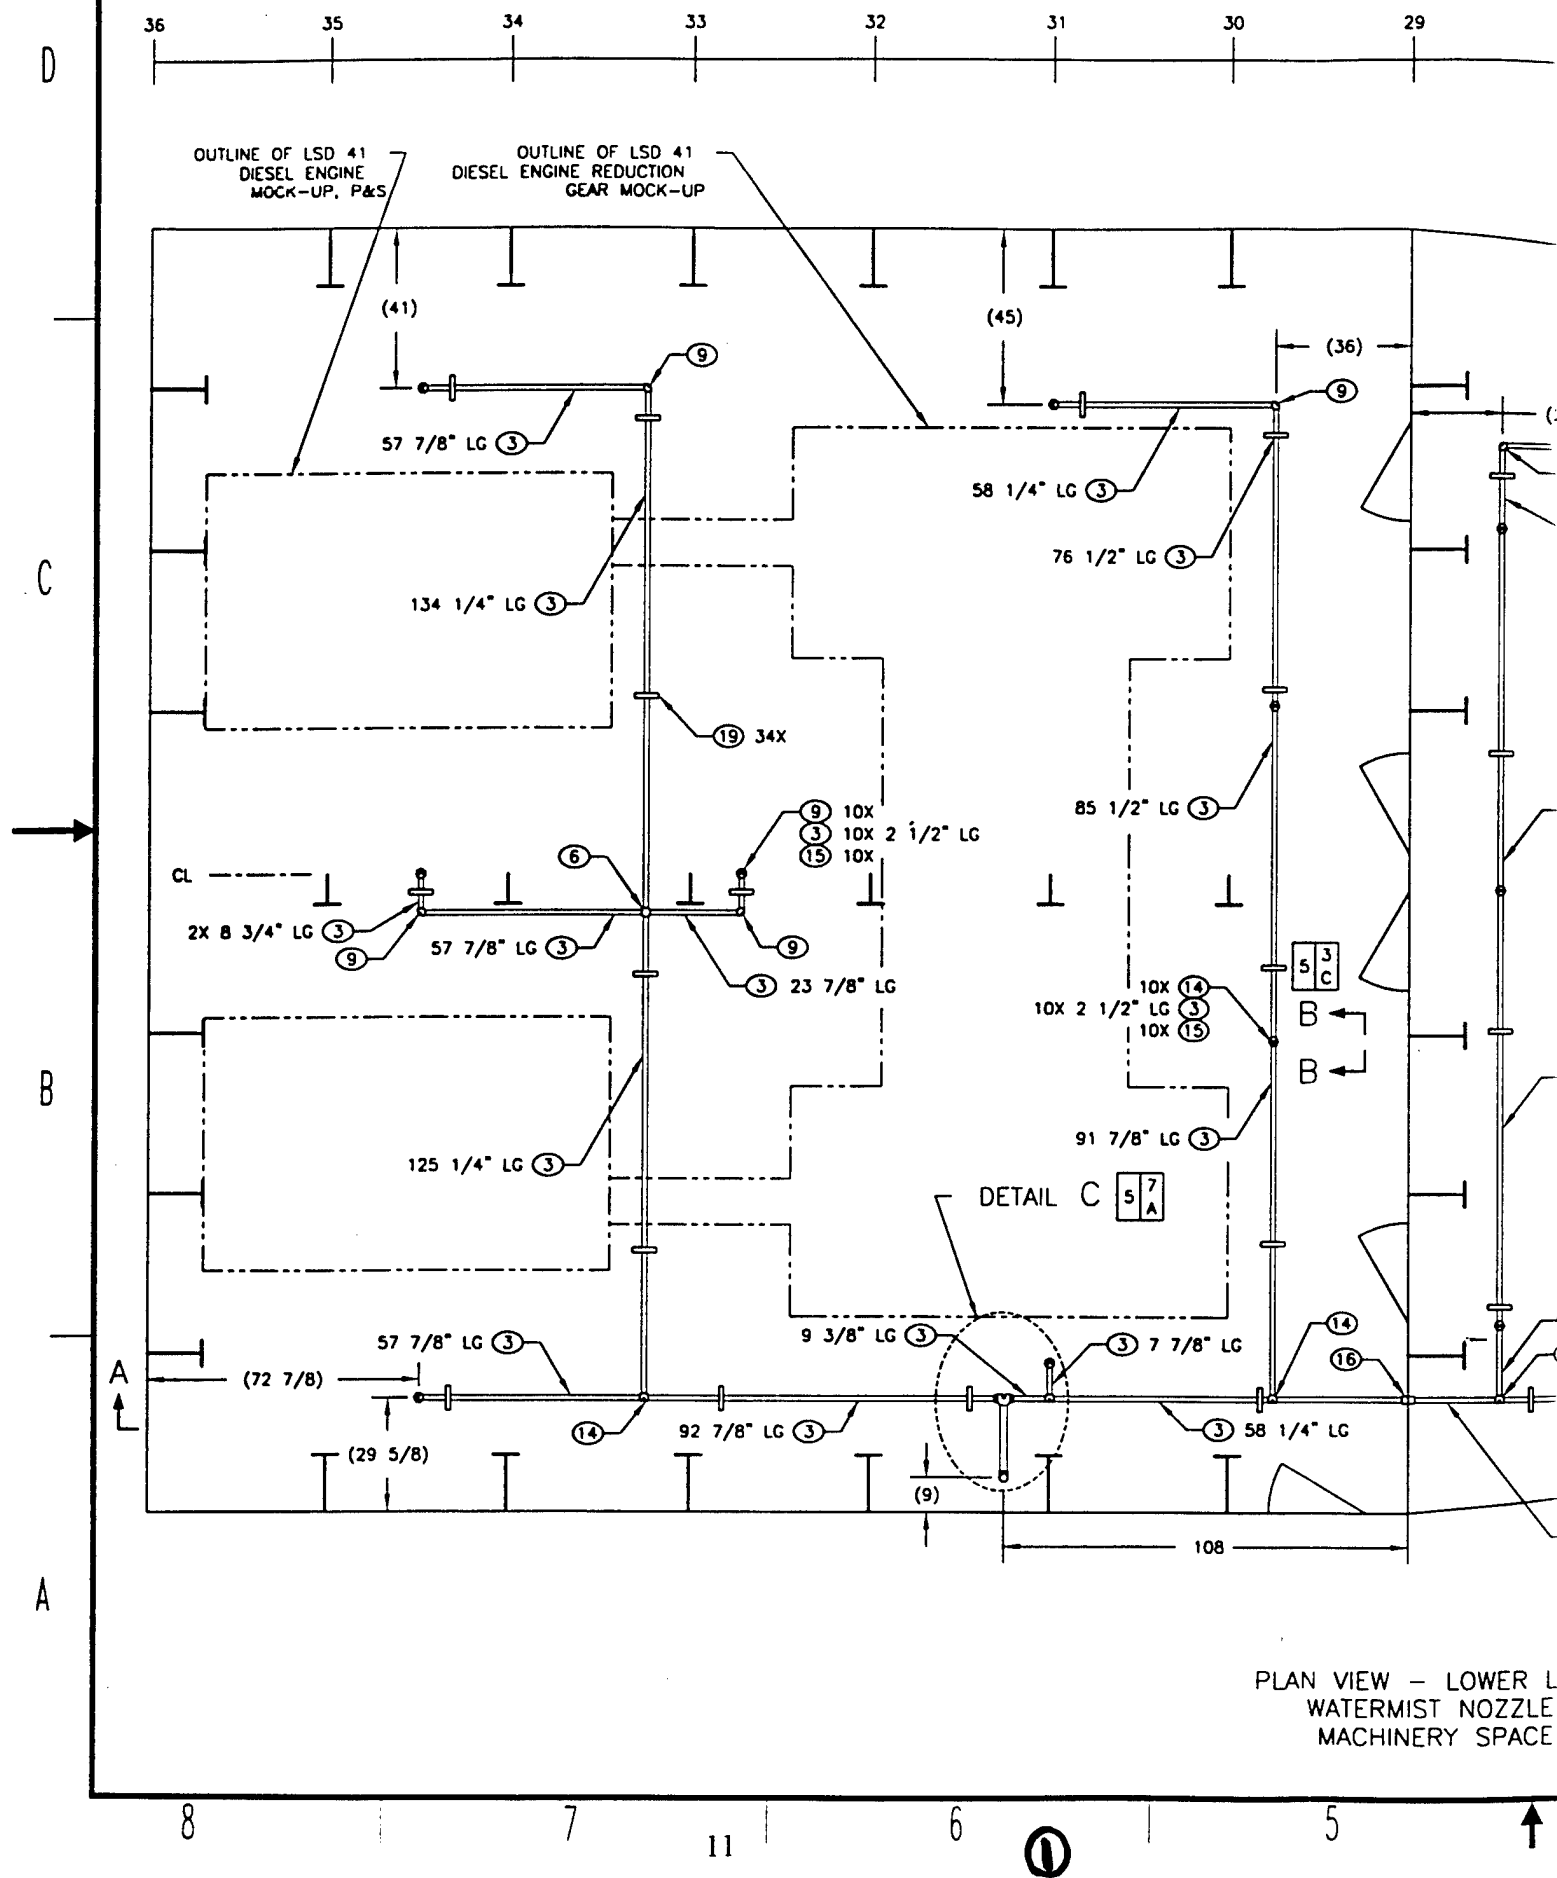 36 35 34 33 32 31 30 29
D
OUTLINE OF LSD 41
DIESEL ENGINE
MOCK-UP, P&S
OUTLINE OF LSD 41
DIESEL ENGINE REDUCTION
GEAR MOCK-UP
(41)
(45)
(36)
9
9
57 7/8" LG 3
58 1/4" LG 3
76 1/2" LG 3
C
134 1/4" LG 3
19 34X
85 1/2" LG 3
9 10X
3 10X 2 1/2" LG
15 10X
6
CL
2X 8 3/4" LG 3
9
57 7/8" LG 3
9
3 23 7/8" LG
5 3 C
10X 14
10X 2 1/2" LG 3
10X 15
B
B
B
91 7/8" LG 3
125 1/4" LG 3
DETAIL C 5 7 A
57 7/8" LG 3
9 3/8" LG 3
3 7 7/8" LG
14
16
A
(72 7/8)
14
92 7/8" LG 3
3 58 1/4" LG
(29 5/8)
(9)
108
A
PLAN VIEW - LOWER L
WATERMIST NOZZLE
MACHINERY SPACE
8 7 6 5
11
1